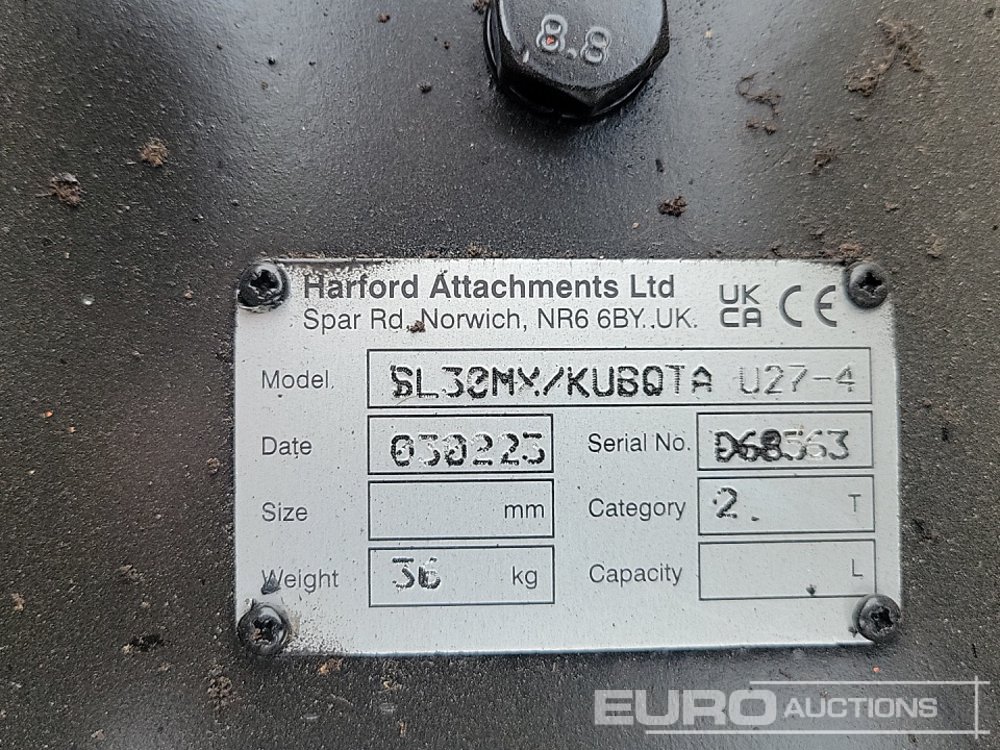 8.8
Harford Attachments Ltd
Spar Rd, Norwich, NR6 6BY. UK.
UK CA CE
Model. SL30MX/KUBOTA U27-4
Date 030223 Serial No. D68563
Size mm Category 2. T
Weight 36 kg Capacity L
EURO AUCTIONS